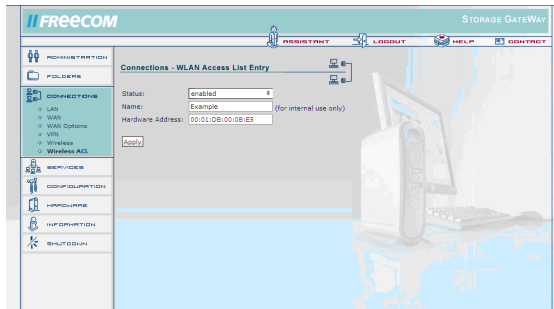 FREECOM
STORAGE GATEWAY
ASSISTANT
LOGOUT
HELP
CONTACT
ADMINISTRATION
FOLDERS
CONNECTIONS
LAN
WAN
WAN Options
VPN
Wireless
Wireless ACL
SERVICES
CONFIGURATION
HARDWARE
INFORMATION
SHUTDOWN
Connections - WLAN Access List Entry
Status: enabled
Name: Example (for internal use only)
Hardware Address: 00:01:DB:00:0B:E5
Apply